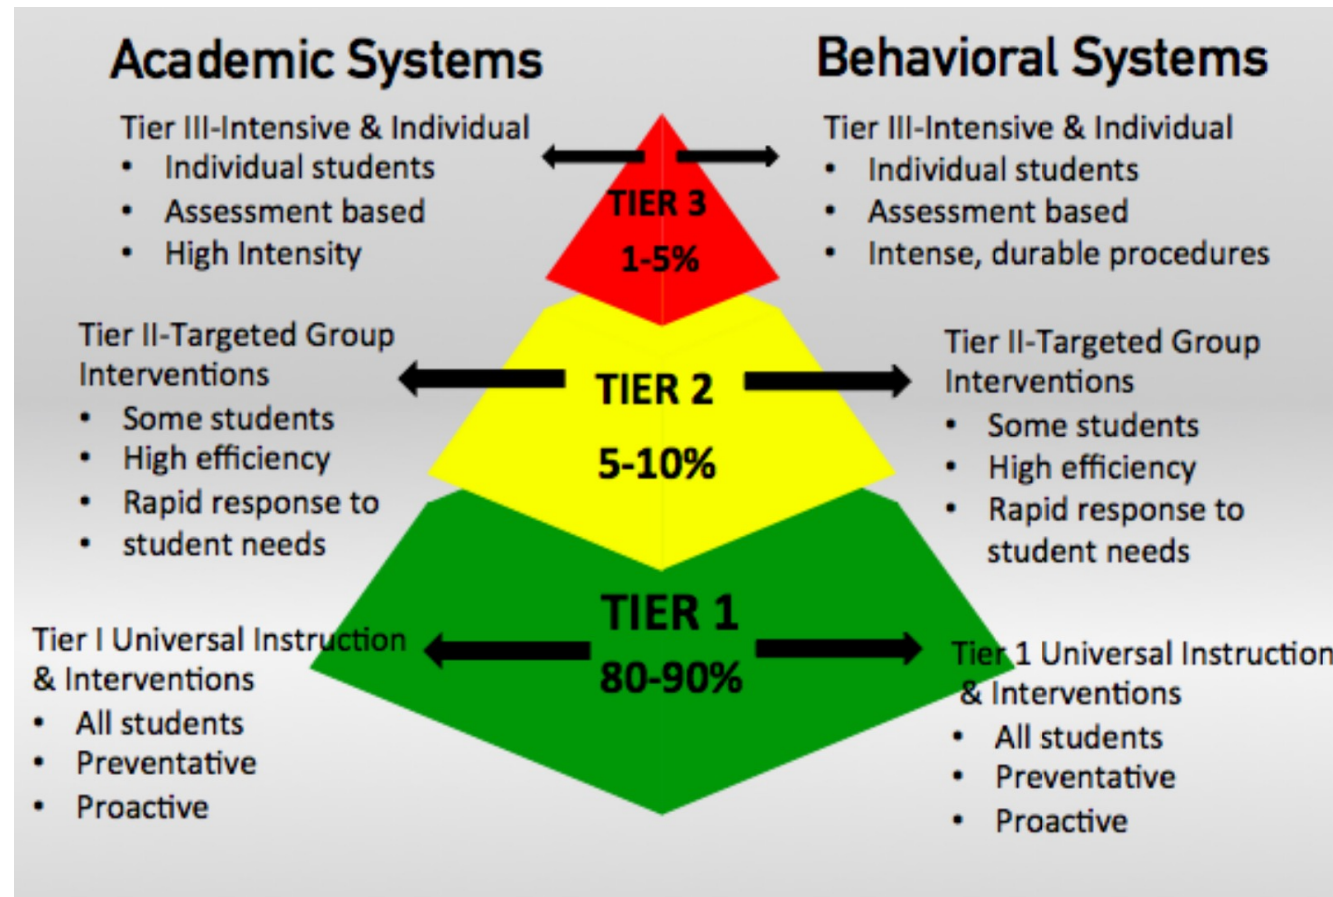 Academic Systems
Tier III-Intensive & Individual
• Individual students
• Assessment based
• High Intensity
Tier II-Targeted Group
Interventions
• Some students
• High efficiency
• Rapid response to
• student needs
Tier I Universal Instruction
& Interventions
• All students
• Preventative
• Proactive
TIER 3
1-5%
TIER 2
5-10%
TIER 1
80-90%
Behavioral Systems
Tier III-Intensive & Individual
• Individual students
• Assessment based
• Intense, durable procedures
Tier II-Targeted Group
Interventions
• Some students
• High efficiency
• Rapid response to
student needs
Tier 1 Universal Instruction
& Interventions
• All students
• Preventative
• Proactive